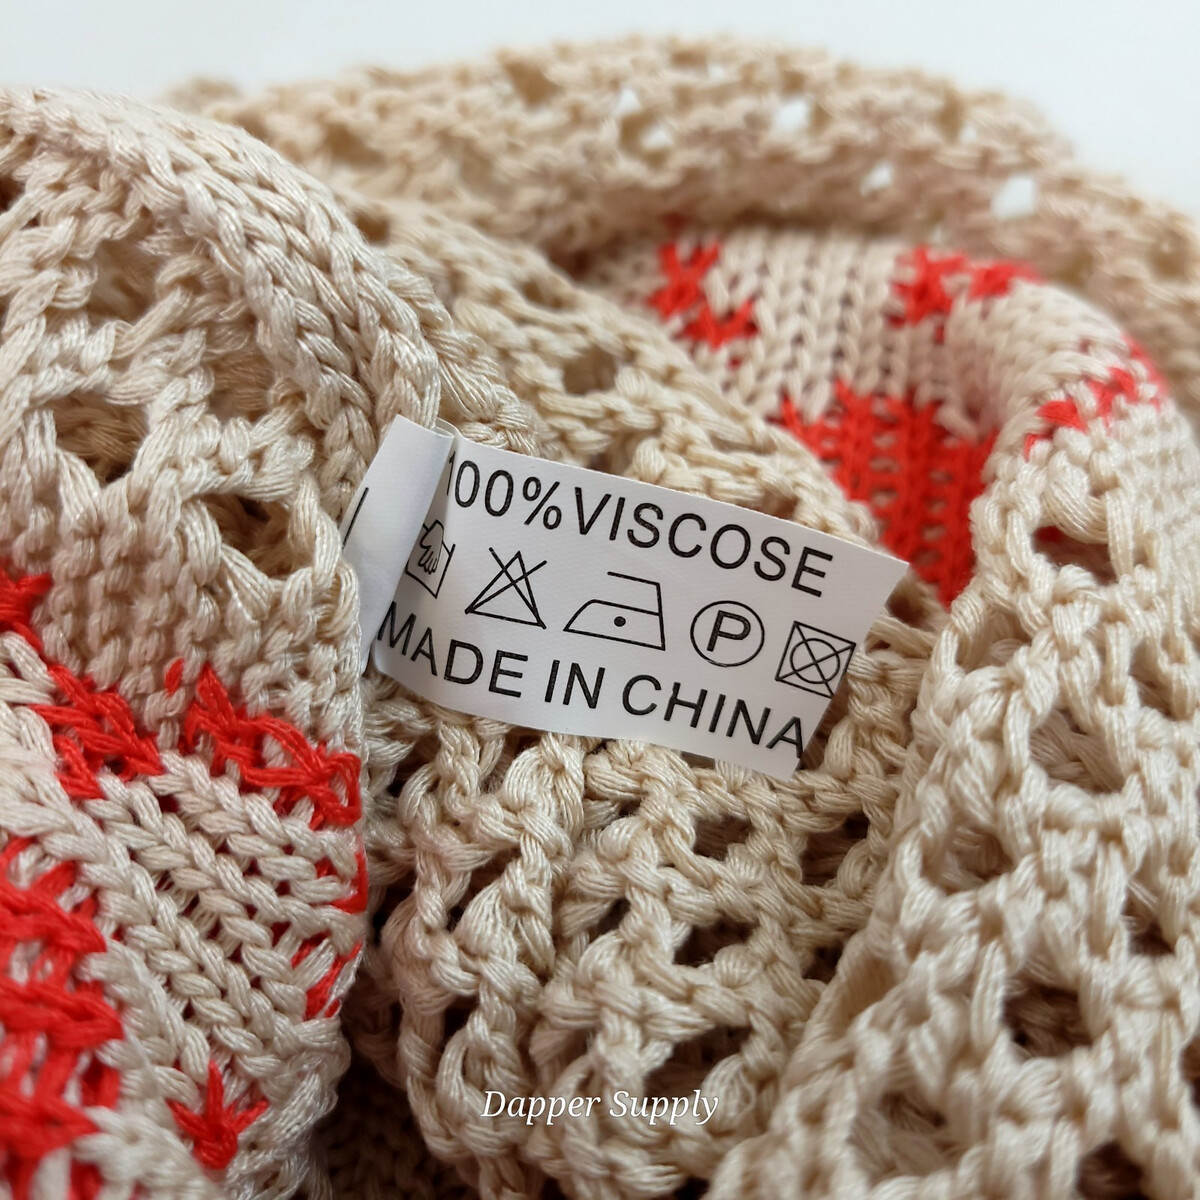 100%VISCOSE
P
MADE IN CHINA
Dapper Supply